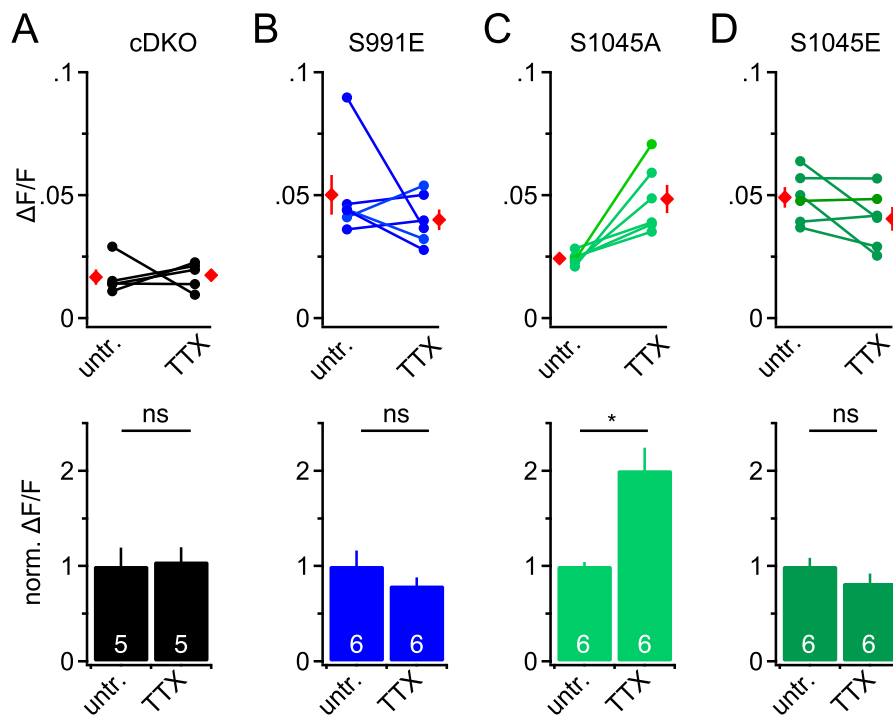 A
cDKO
B
S991E
C
S1045A
D
S1045E
.1
.1
.1
.1
ΔF/F
.05
.05
.05
.05
0
0
0
0
untr.
TTX
untr.
TTX
untr.
TTX
untr.
TTX
ns
ns
*
ns
norm. ΔF/F
2
2
2
2
1
1
1
1
0
0
0
0
5
5
6
6
6
6
6
6
untr.
TTX
untr.
TTX
untr.
TTX
untr.
TTX